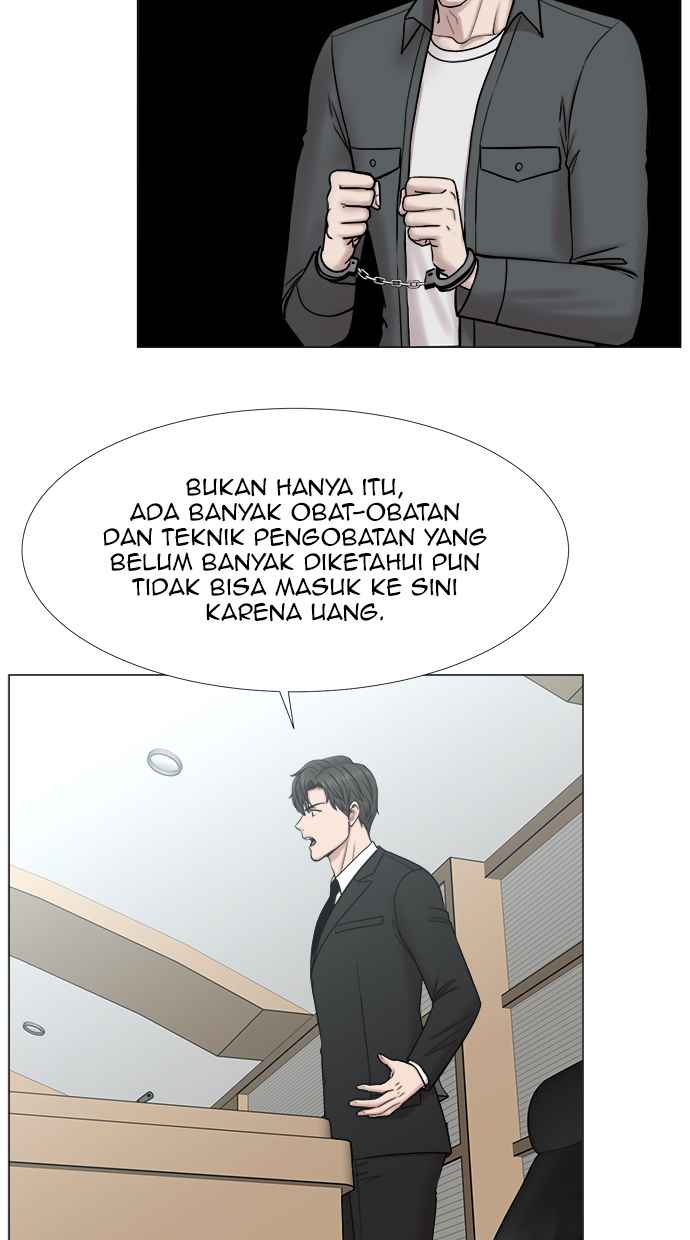 BUKAN HANYA ITU,
ADA BANYAK OBAT-OBATAN
DAN TEKNIK PENGOBATAN YANG
BELUM BANYAK DIKETAHUI PUN
TIDAK BISA MASUK KE SINI
KARENA UANG.